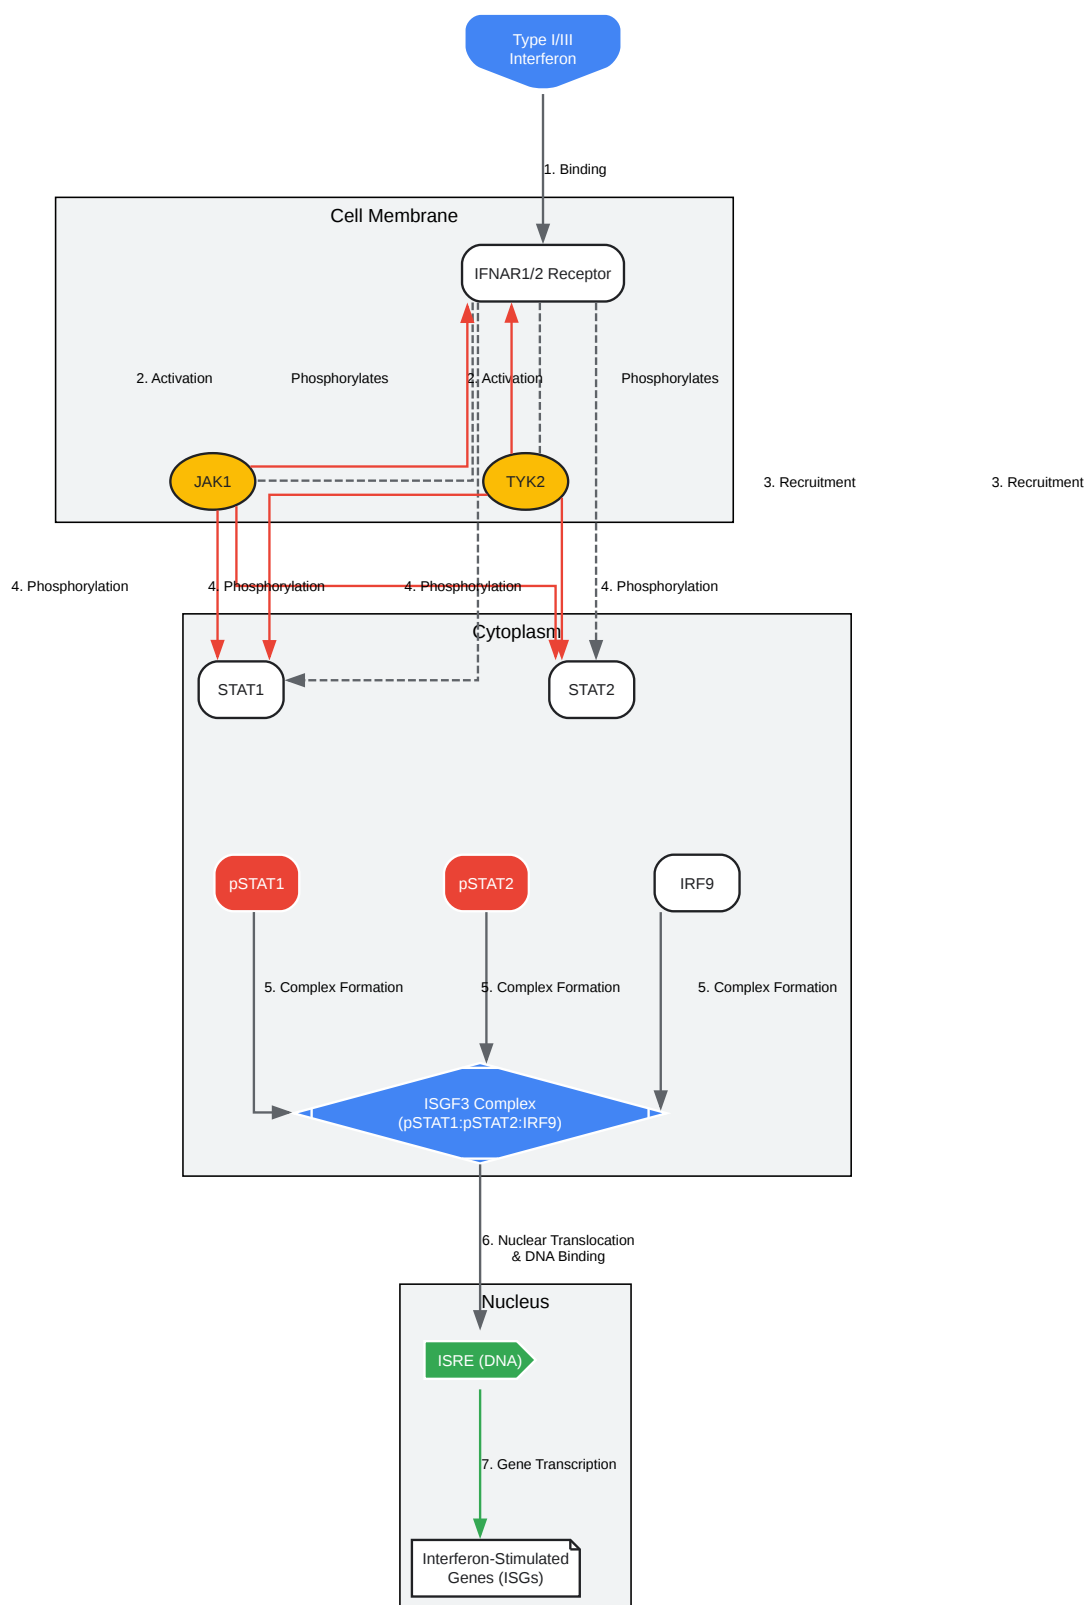 Type I/III
Interferon
1. Binding
Cell Membrane
IFNAR1/2 Receptor
2. Activation
Phosphorylates
2. Activation
Phosphorylates
JAK1
TYK2
3. Recruitment
3. Recruitment
4. Phosphorylation
4. Phosphorylation
4. Phosphorylation
4. Phosphorylation
Cytoplasm
STAT1
STAT2
pSTAT1
pSTAT2
IRF9
5. Complex Formation
5. Complex Formation
5. Complex Formation
ISGF3 Complex
(pSTAT1:pSTAT2:IRF9)
6. Nuclear Translocation
& DNA Binding
Nucleus
ISRE (DNA)
7. Gene Transcription
Interferon-Stimulated
Genes (ISGs)